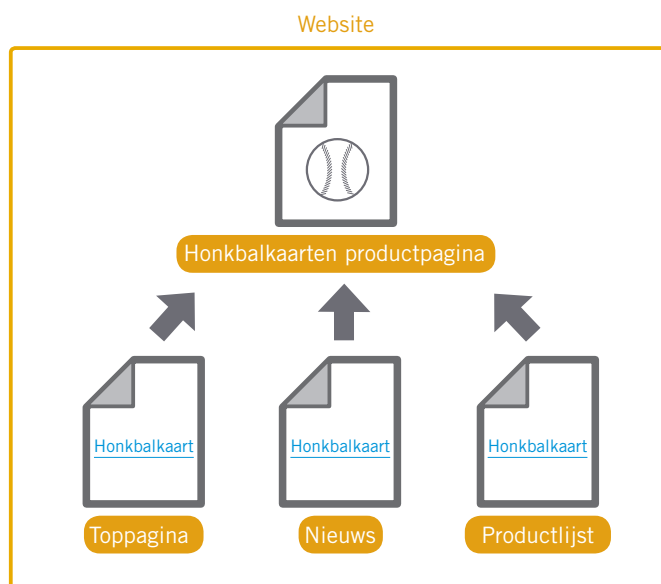 Website
Honkbalkaarten productpagina
Honkbalkaart
Honkbalkaart
Honkbalkaart
Toppagina
Nieuws
Productlijst